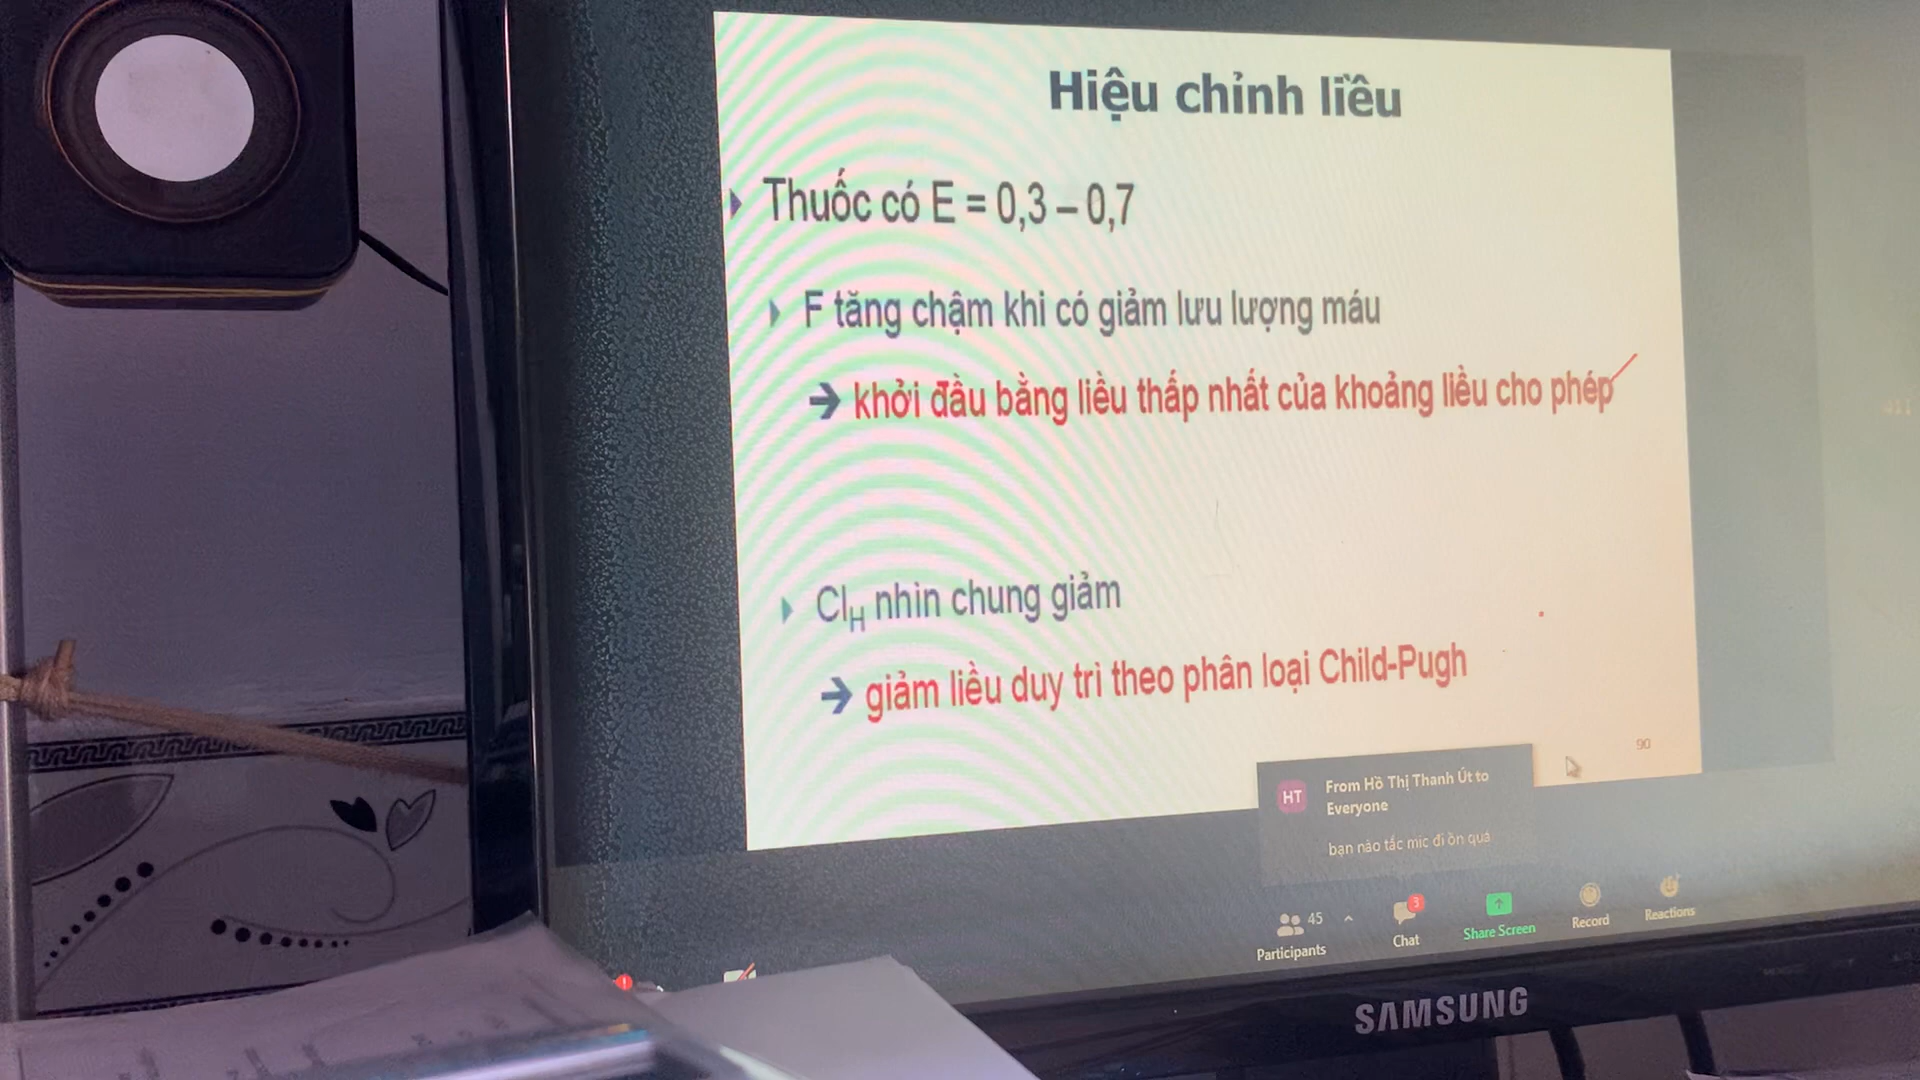 Hiệu chỉnh liều
Thuốc có E = 0,3 – 0,7
F tăng chậm khi có giảm lưu lượng máu
→ khởi đầu bằng liều thấp nhất của khoảng liều cho phép
Cl_H nhìn chung giảm
→ giảm liều duy trì theo phân loại Child-Pugh
90
HT
From Hồ Thị Thanh Út to
Everyone
bạn nào tắc mic đi ồn quá
45
3
Participants
Chat
Share Screen
Record
Reactions
SAMSUNG